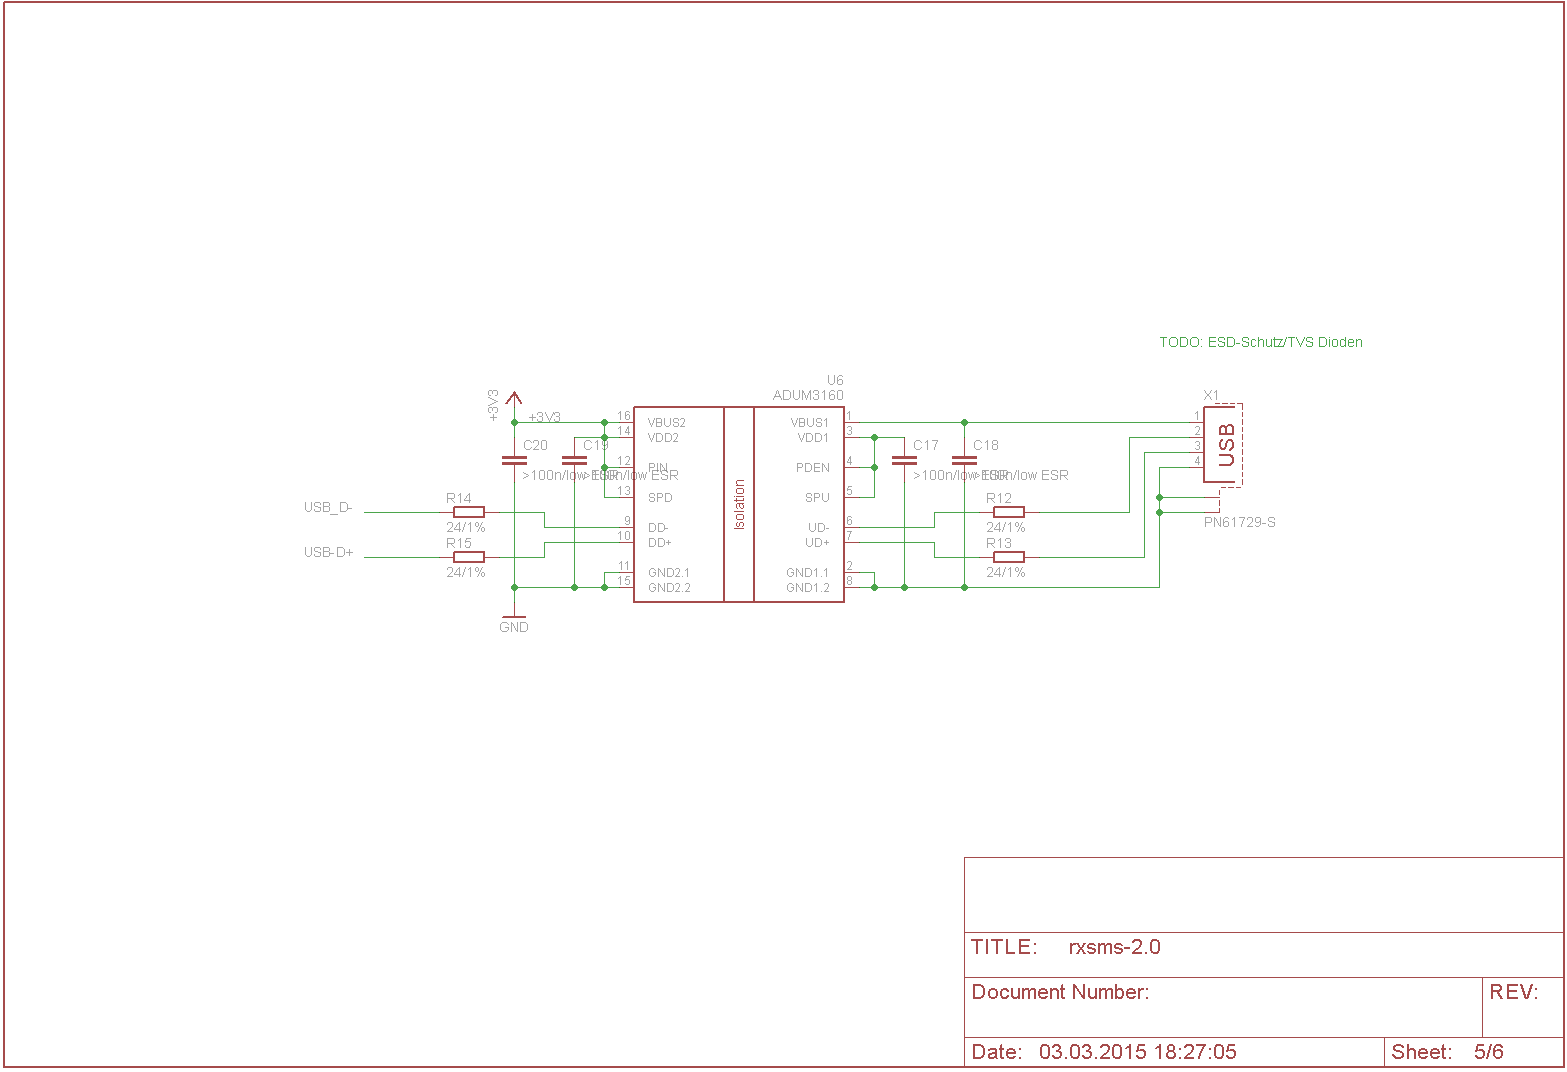 TODO: ESD-Schutz/TVS Dioden
U6
ADUM3160
X1
+3V3
+3V3
16
VBUS2
VBUS1
1
1
14
VDD2
VDD1
3
2
C20
C19
C17
C18
3
12
PIN
PDEN
4
4
>100n/low ESR
>100n/low ESR
>100n/low ESR
>100n/low ESR
USB
13
SPD
SPU
5
Isolation
USB_D-
R14
R12
24/1%
24/1%
9
DD-
UD-
6
PN61729-S
10
DD+
UD+
7
USB-D+
R15
R13
24/1%
24/1%
11
GND2.1
GND1.1
2
15
GND2.2
GND1.2
8
GND
TITLE: rxsms-2.0
Document Number:
REV:
Date: 03.03.2015 18:27:05
Sheet: 5/6